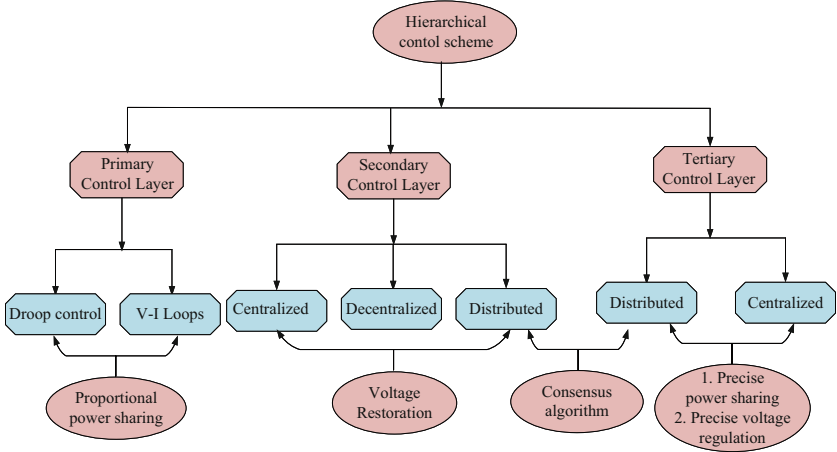 Hierarchical
contol scheme
Primary
Control Layer
Secondary
Control Layer
Tertiary
Control Layer
Droop control
V-I Loops
Centralized
Decentralized
Distributed
Distributed
Centralized
Proportional
power sharing
Voltage
Restoration
Consensus
algorithm
1. Precise
power sharing
2. Precise voltage
regulation